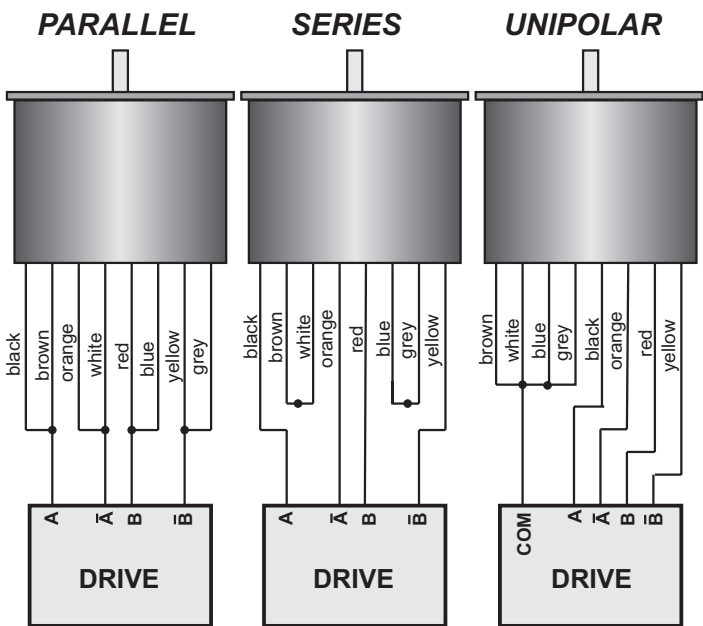 PARALLEL
SERIES
UNIPOLAR
black
brown
orange
white
red
blue
yellow
grey
black
brown
white
orange
red
blue
grey
yellow
brown
white
blue
grey
black
orange
red
yellow
A
A̅
B
B̅
DRIVE
A
A̅
B
B̅
DRIVE
COM
A
A̅
B
B̅
DRIVE